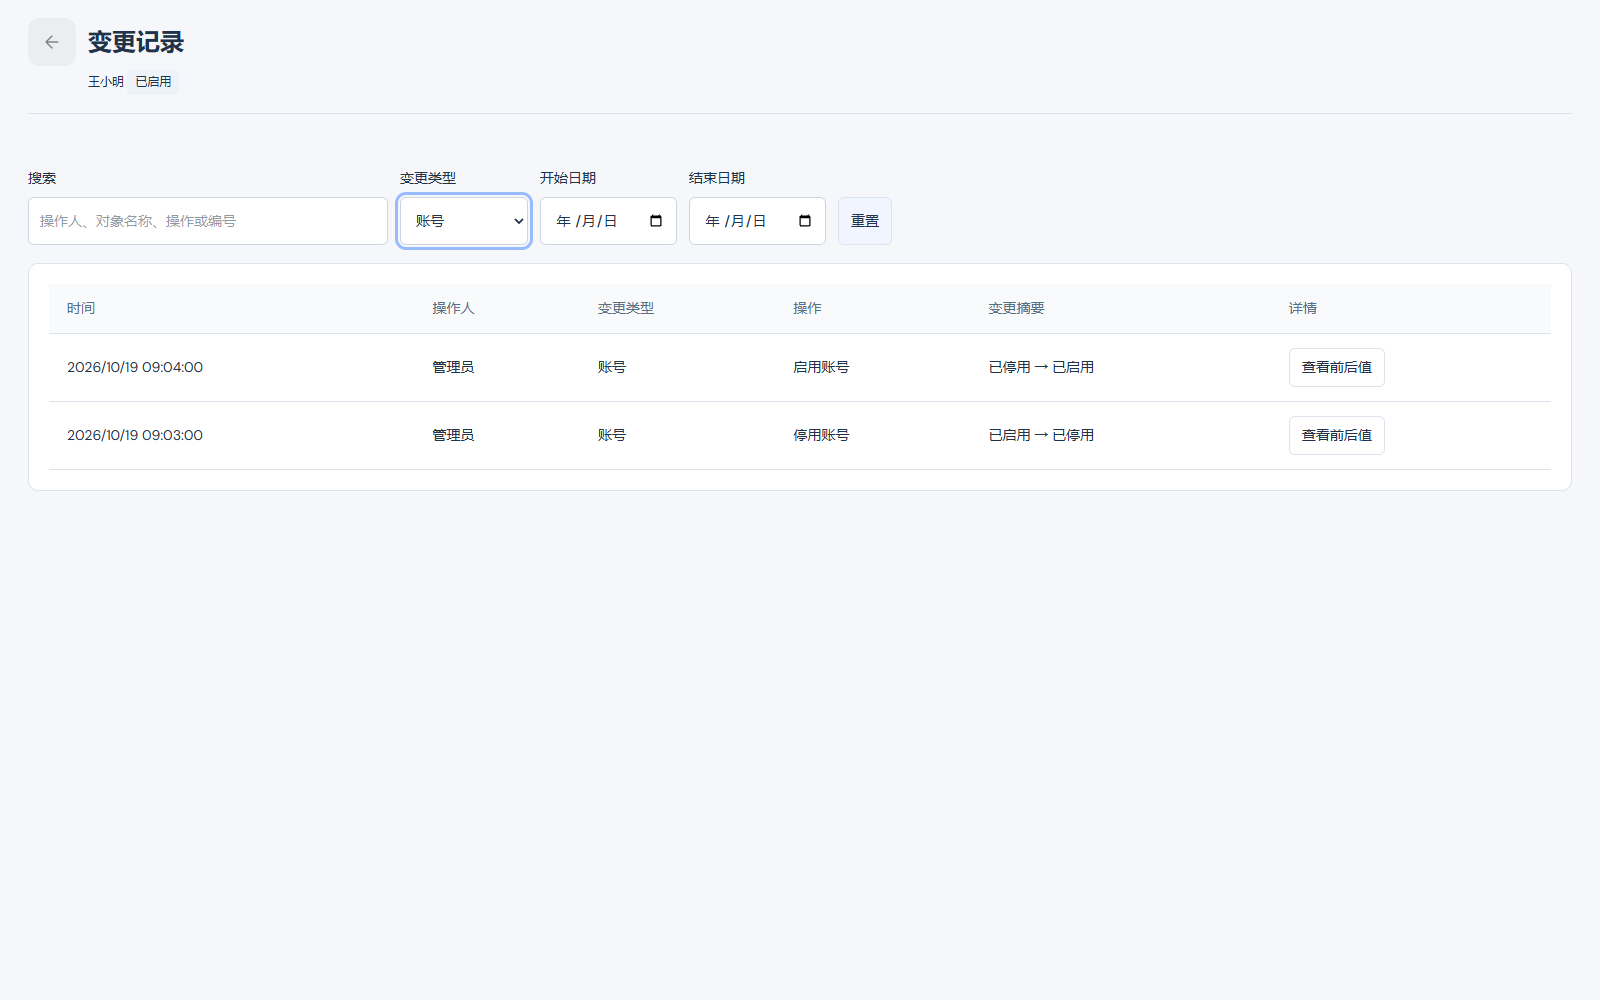 变更记录
王小明 已启用
搜索 变更类型 开始日期 结束日期
操作人、对象名称、操作或编号 账号 年 /月/日 年 /月/日 重置
时间 操作人 变更类型 操作 变更摘要 详情
2026/10/19 09:04:00 管理员 账号 启用账号 已停用 → 已启用 查看前后值
2026/10/19 09:03:00 管理员 账号 停用账号 已启用 → 已停用 查看前后值